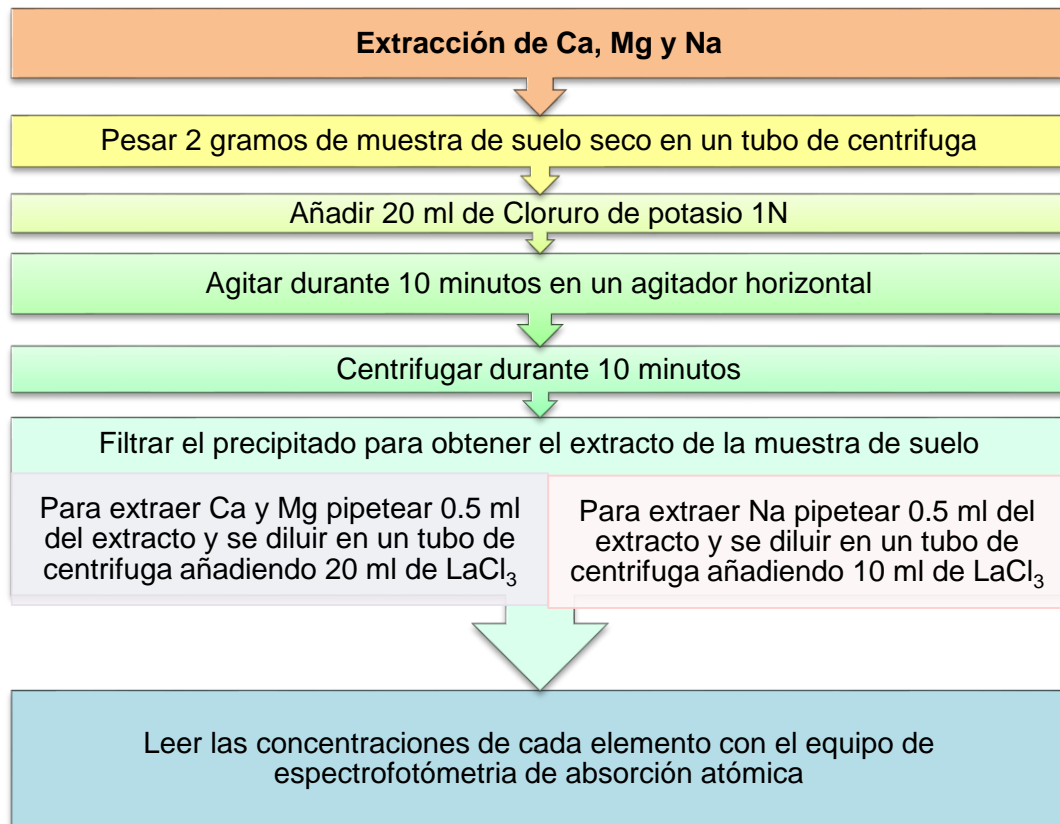 Extracción de Ca, Mg y Na
Pesar 2 gramos de muestra de suelo seco en un tubo de centrifuga
Añadir 20 ml de Cloruro de potasio 1N
Agitar durante 10 minutos en un agitador horizontal
Centrifugar durante 10 minutos
Filtrar el precipitado para obtener el extracto de la muestra de suelo
Para extraer Ca y Mg pipetear 0.5 ml
del extracto y se diluir en un tubo de
centrifuga añadiendo 20 ml de LaCl₃
Para extraer Na pipetear 0.5 ml del
extracto y se diluir en un tubo de
centrifuga añadiendo 10 ml de LaCl₃
Leer las concentraciones de cada elemento con el equipo de
espectrofotómetria de absorción atómica